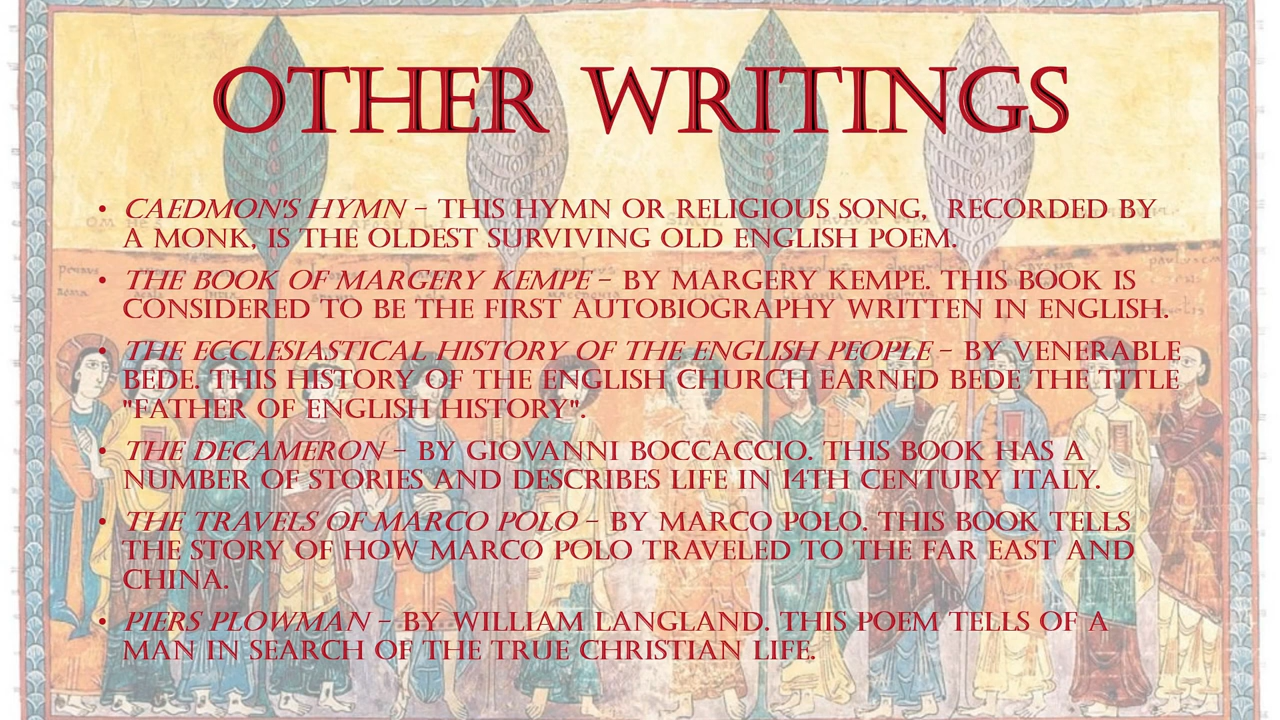 OTHER WRITINGS
• CAEDMON'S HYMN – THIS HYMN OR RELIGIOUS SONG, RECORDED BY
A MONK, IS THE OLDEST SURVIVING OLD ENGLISH POEM.
• THE BOOK OF MARGERY KEMPE – BY MARGERY KEMPE. THIS BOOK IS
CONSIDERED TO BE THE FIRST AUTOBIOGRAPHY WRITTEN IN ENGLISH.
• THE ECCLESIASTICAL HISTORY OF THE ENGLISH PEOPLE – BY VENERABLE
BEDE. THIS HISTORY OF THE ENGLISH CHURCH EARNED BEDE THE TITLE
"FATHER OF ENGLISH HISTORY".
• THE DECAMERON – BY GIOVANNI BOCCACCIO. THIS BOOK HAS A
NUMBER OF STORIES AND DESCRIBES LIFE IN 14TH CENTURY ITALY.
• THE TRAVELS OF MARCO POLO – BY MARCO POLO. THIS BOOK TELLS
THE STORY OF HOW MARCO POLO TRAVELED TO THE FAR EAST AND
CHINA.
• PIERS PLOWMAN – BY WILLIAM LANGLAND. THIS POEM TELLS OF A
MAN IN SEARCH OF THE TRUE CHRISTIAN LIFE.